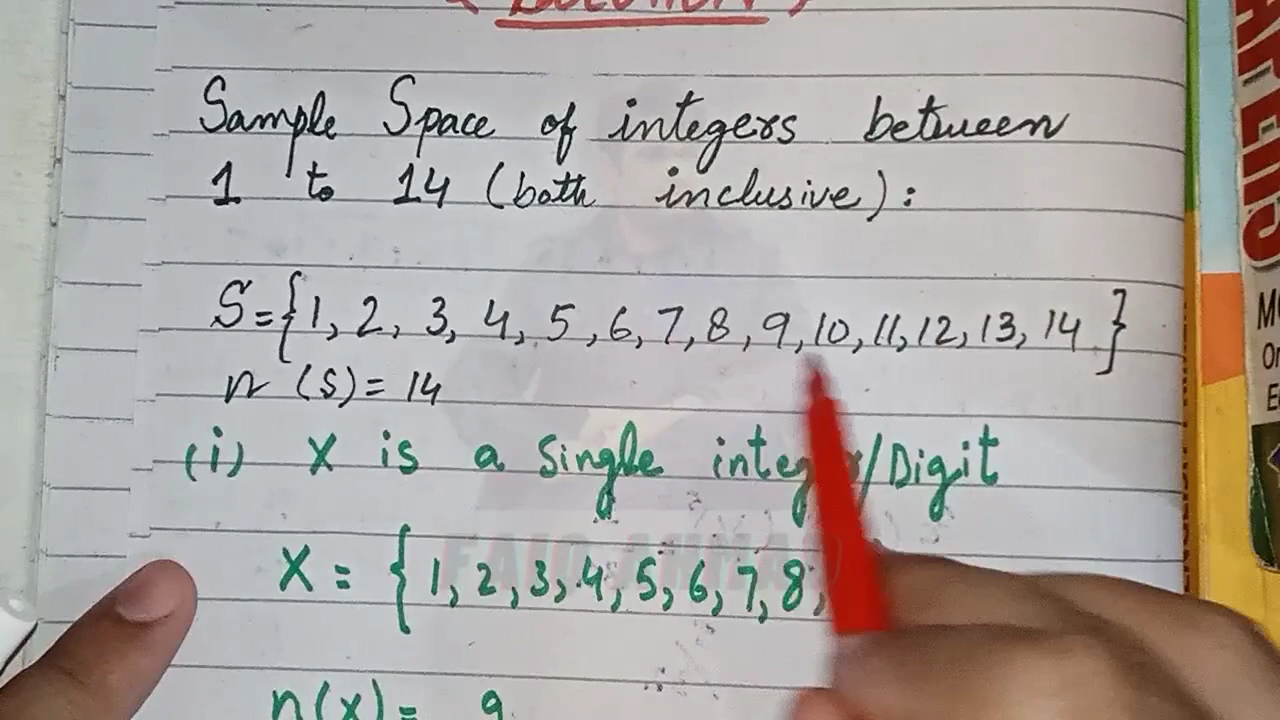 Sample Space of integers between
1 to 14 (both inclusive):
S={1, 2, 3, 4, 5, 6, 7, 8, 9, 10, 11, 12, 13, 14}
n (S) = 14
(i) X is a Single integer/Digit
X = {1, 2, 3, 4, 5, 6, 7, 8,
n(X) = 9